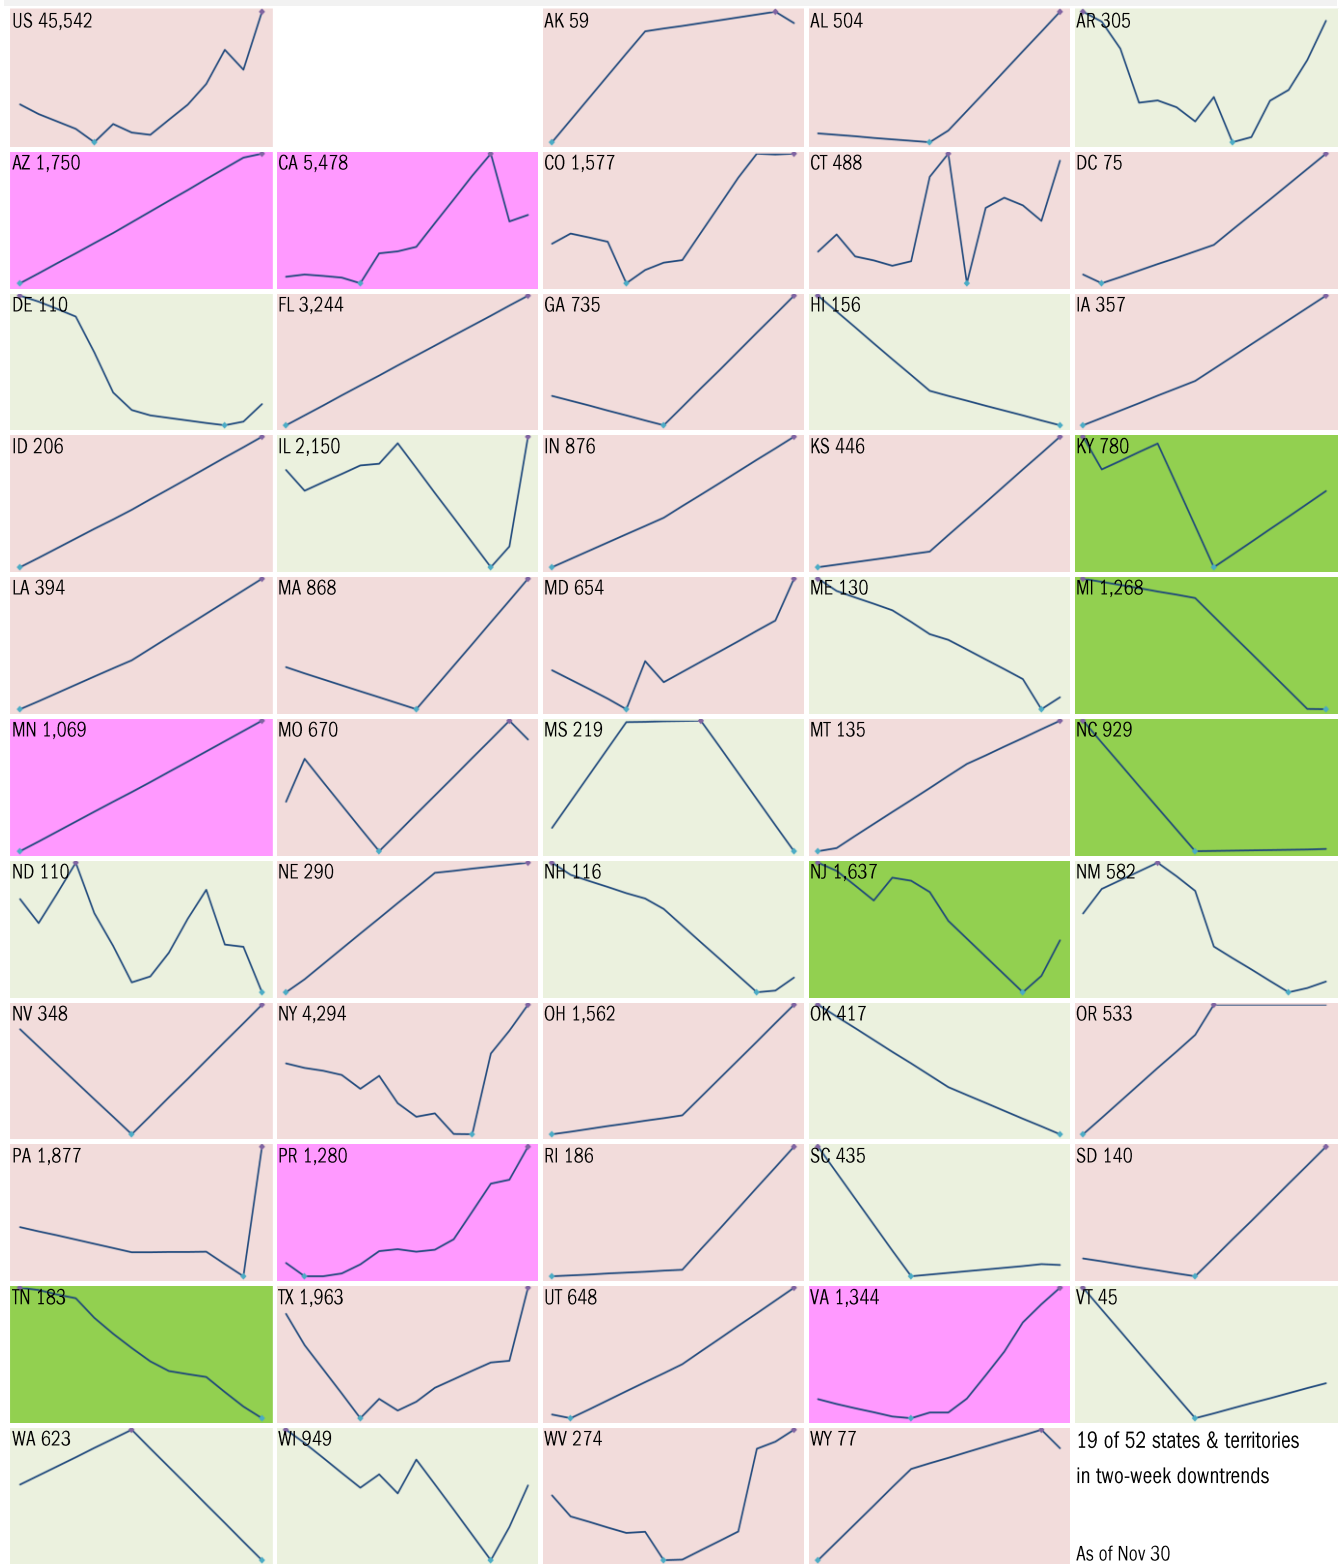 US 45,542
AK 59
AL 504
AR 305
AZ 1,750
CA 5,478
CO 1,577
CT 488
DC 75
DE 110
FL 3,244
GA 735
HI 156
IA 357
ID 206
IL 2,150
IN 876
KS 446
KY 780
LA 394
MA 868
MD 654
ME 130
MI 1,268
MN 1,069
MO 670
MS 219
MT 135
NC 929
ND 110
NE 290
NH 116
NJ 1,637
NM 582
NV 348
NY 4,294
OH 1,562
OK 417
OR 533
PA 1,877
PR 1,280
RI 186
SC 435
SD 140
TN 183
TX 1,963
UT 648
VA 1,344
VT 45
WA 623
WI 949
WV 274
WY 77
19 of 52 states & territories
in two-week downtrends
As of Nov 30